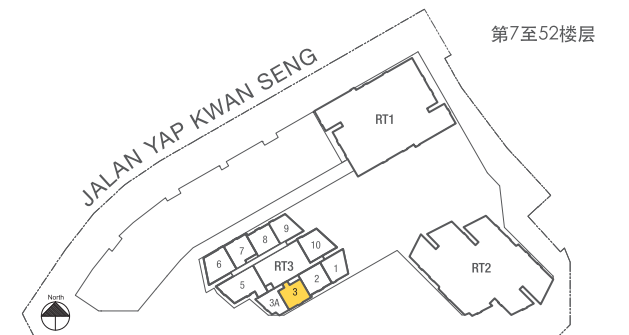 第7至52楼层
JALAN YAP KWAN SENG
RT1
9
8
7
6
10
RT3
5
1
2
3
3A
RT2
North